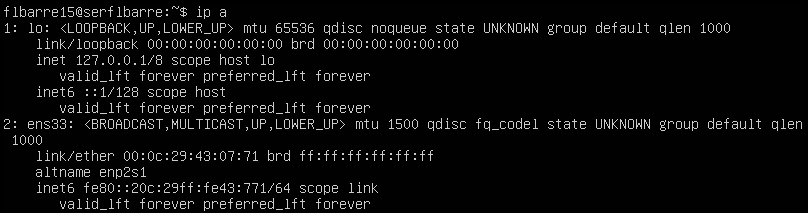 flbarre15@serflbarre:~$ ip a
1: lo: <LOOPBACK,UP,LOWER_UP> mtu 65536 qdisc noqueue state UNKNOWN group default qlen 1000
    link/loopback 00:00:00:00:00:00 brd 00:00:00:00:00:00
    inet 127.0.0.1/8 scope host lo
       valid_lft forever preferred_lft forever
    inet6 ::1/128 scope host
       valid_lft forever preferred_lft forever
2: ens33: <BROADCAST,MULTICAST,UP,LOWER_UP> mtu 1500 qdisc fq_codel state UNKNOWN group default qlen
 1000
    link/ether 00:0c:29:43:07:71 brd ff:ff:ff:ff:ff:ff
    altname enp2s1
    inet6 fe80::20c:29ff:fe43:771/64 scope link
       valid_lft forever preferred_lft forever